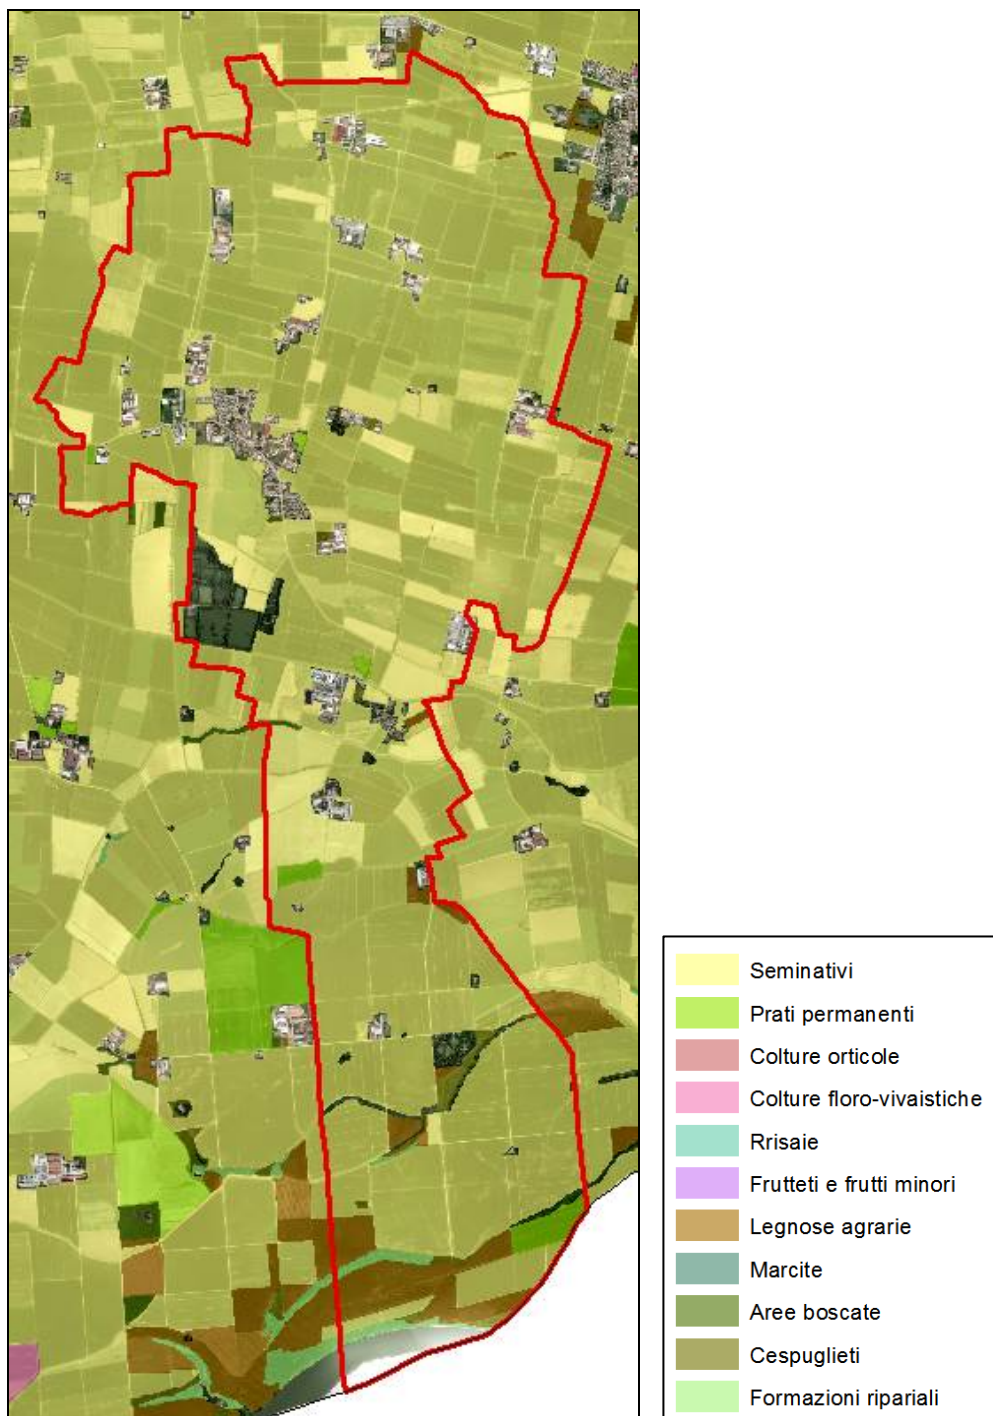 Seminativi
Prati permanenti
Colture orticole
Colture floro-vivaistiche
Rrisaie
Frutteti e frutti minori
Legnose agrarie
Marcite
Aree boscate
Cespuglieti
Formazioni ripariali